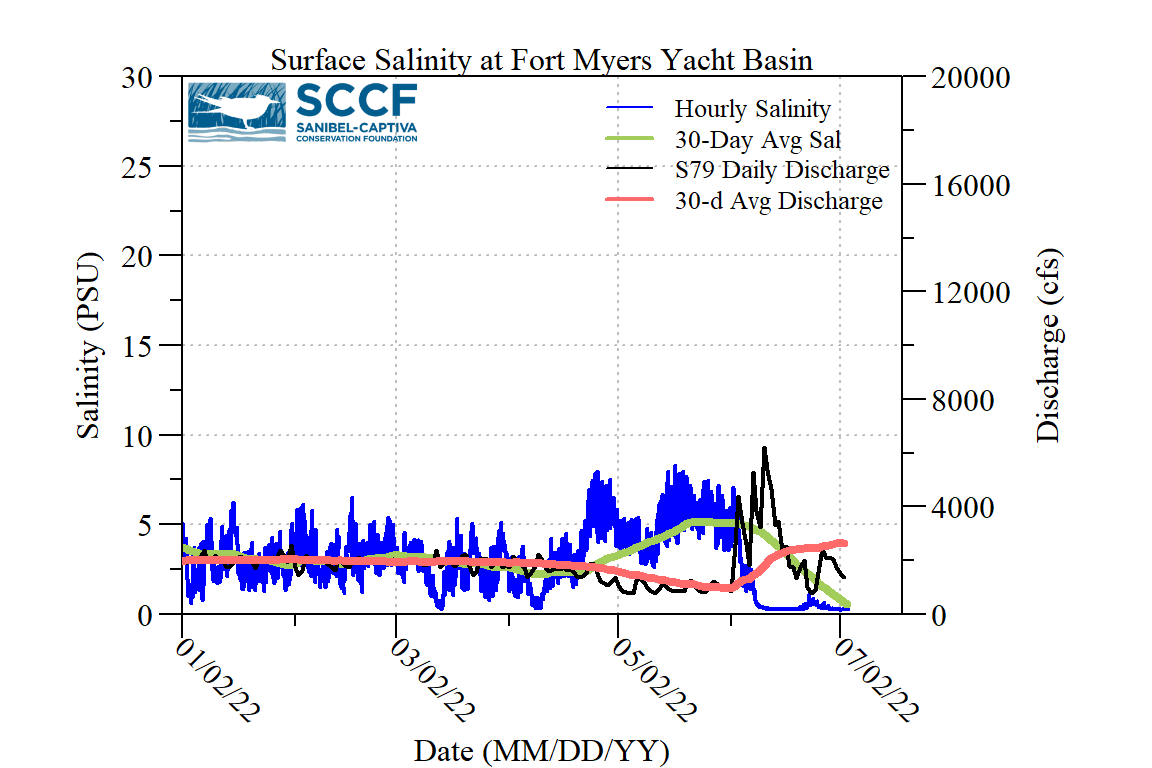 Surface Salinity at Fort Myers Yacht Basin
SCCF
SANIBEL-CAPTIVA
CONSERVATION FOUNDATION
Hourly Salinity
30-Day Avg Sal
S79 Daily Discharge
30-d Avg Discharge
Salinity (PSU)
30
25
20
15
10
5
0
20000
16000
12000
8000
4000
0
Discharge (cfs)
01/02/22
03/02/22
05/02/22
07/02/22
Date (MM/DD/YY)